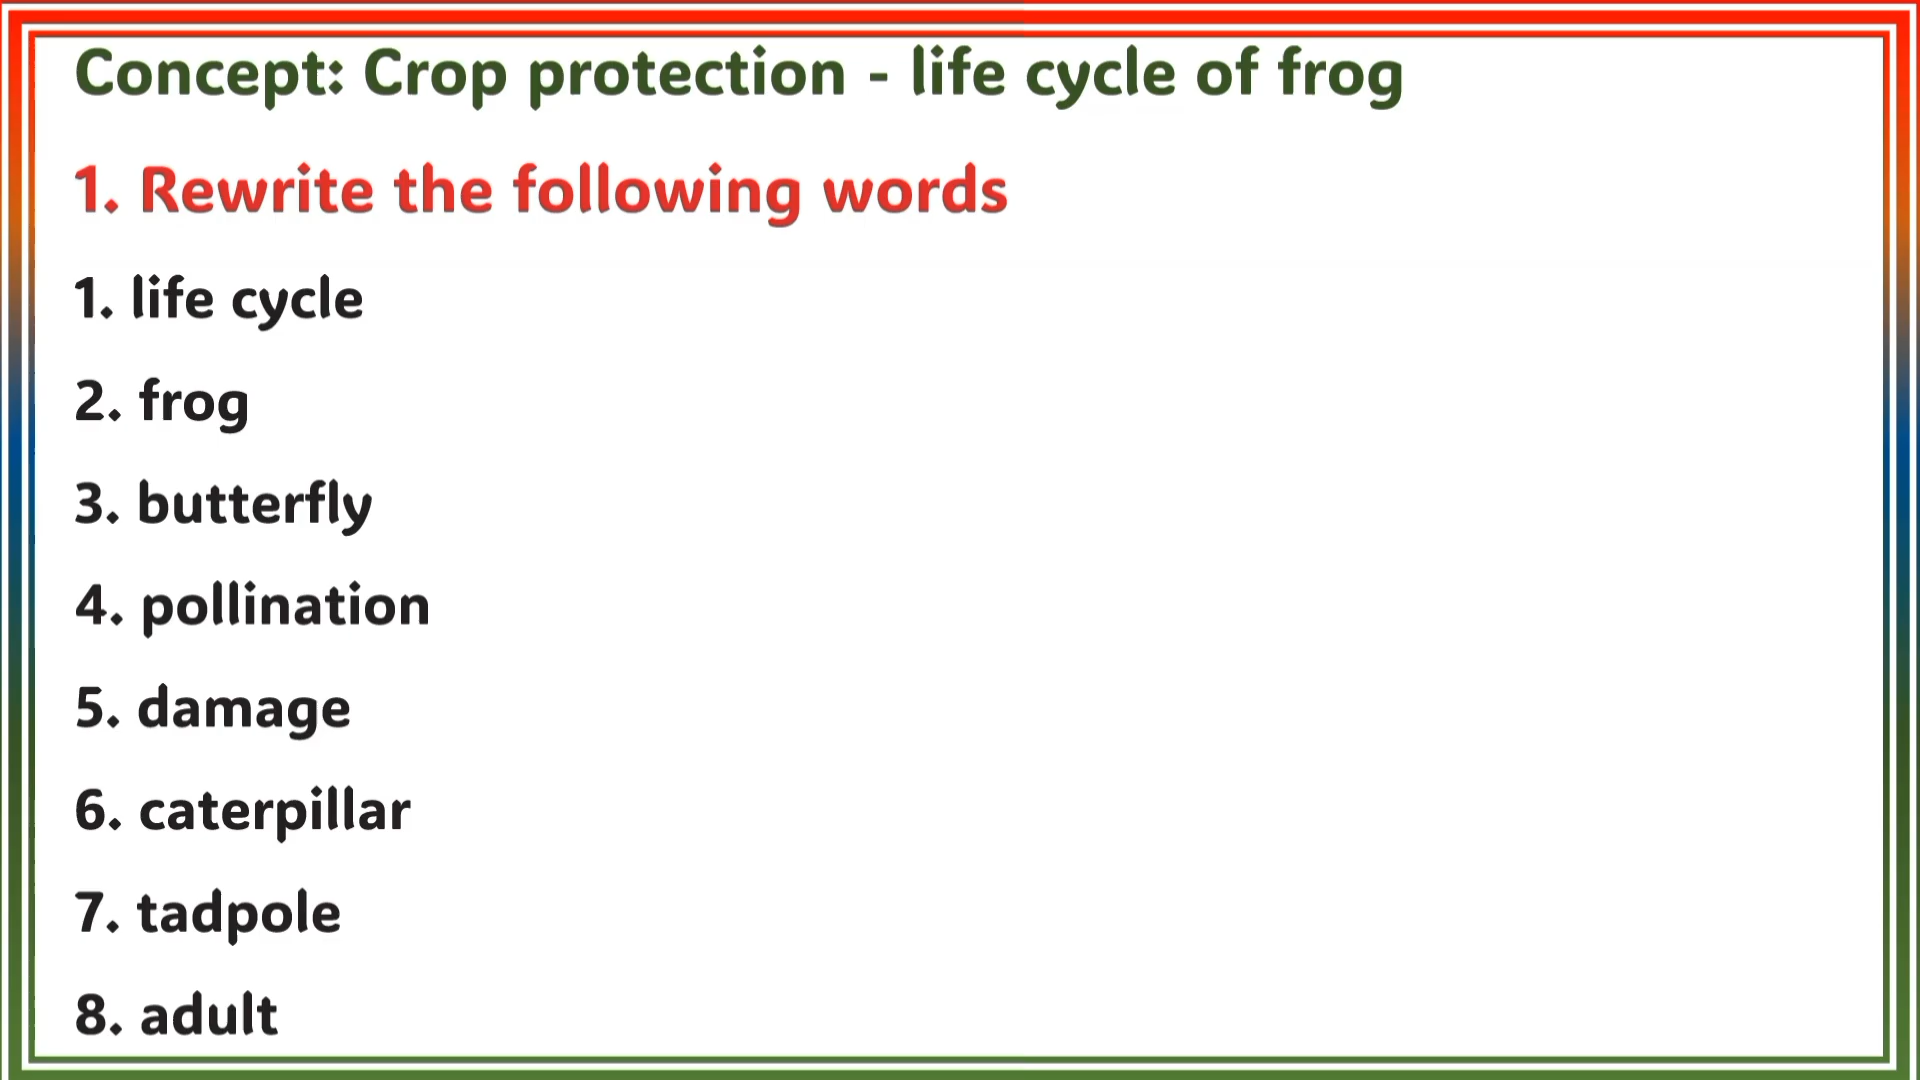 Concept: Crop protection - life cycle of frog
1. Rewrite the following words
1. life cycle
2. frog
3. butterfly
4. pollination
5. damage
6. caterpillar
7. tadpole
8. adult